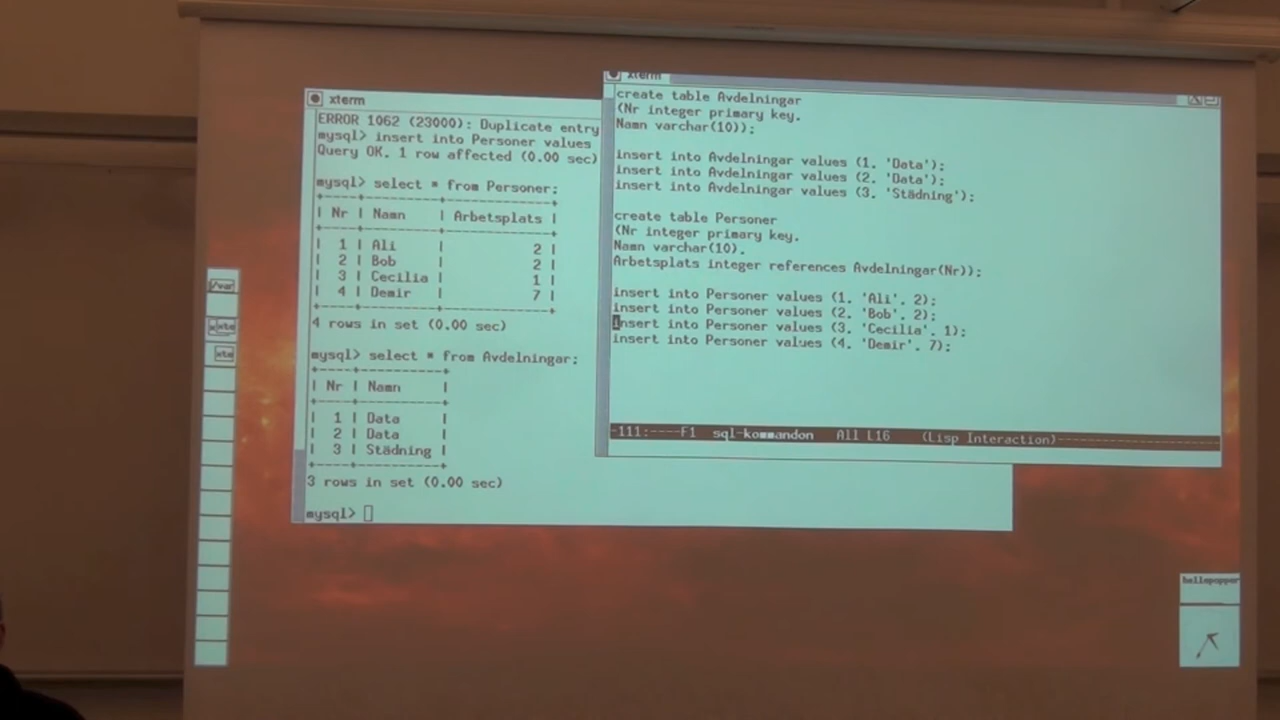 xterm
ERROR 1062 (23000): Duplicate entry
mysql> insert into Personer values
Query OK, 1 row affected (0.00 sec)
mysql> select * from Personer;
+----+---------+-------------+
| Nr | Namn | Arbetsplats |
+----+---------+-------------+
| 1 | Ali | 2 |
| 2 | Bob | 2 |
| 3 | Cecilia | 1 |
| 4 | Demir | 7 |
+----+---------+-------------+
4 rows in set (0.00 sec)
mysql> select * from Avdelningar;
+----+----------+
| Nr | Namn |
+----+----------+
| 1 | Data |
| 2 | Data |
| 3 | Städning |
+----+----------+
3 rows in set (0.00 sec)
mysql>
xterm
create table Avdelningar
(Nr integer primary key,
Namn varchar(10));
insert into Avdelningar values (1, 'Data');
insert into Avdelningar values (2, 'Data');
insert into Avdelningar values (3, 'Städning');
create table Personer
(Nr integer primary key,
Namn varchar(10),
Arbetsplats integer references Avdelningar(Nr));
insert into Personer values (1, 'Ali', 2);
insert into Personer values (2, 'Bob', 2);
insert into Personer values (3, 'Cecilia', 1);
insert into Personer values (4, 'Demir', 7);
-111:----F1 sql-kommandon All L16 (Lisp Interaction)
/var
xte